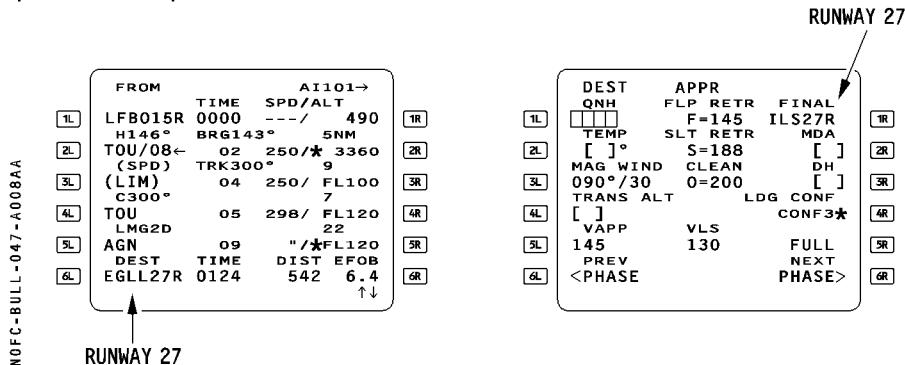 RUNWAY 27
FROM AI101→
TIME SPD/ALT
1L LFBO15R 0000 ---/ 490 1R
H146° BRG143° 5NM
2L TOU/08← 02 250/* 3360 2R
(SPD) TRK300° 9
3L (LIM) 04 250/ FL100 3R
C300° 7
4L TOU 05 298/ FL120 4R
LMG2D 22
5L AGN 09 "/*FL120 5R
DEST TIME DIST EFOB
6L EGLL27R 0124 542 6.4 6R
↑↓
RUNWAY 27
DEST APPR
QNH FLP RETR FINAL
1L F=145 ILS27R 1R
TEMP SLT RETR MDA
2L [ ]° S=188 [ ] 2R
MAG WIND CLEAN DH
3L 090°/30 O=200 [ ] 3R
TRANS ALT LDG CONF
4L [ ] CONF3* 4R
VAPP VLS
5L 145 130 FULL 5R
PREV NEXT
6L <PHASE PHASE> 6R
NOFC-BULL-047-A008AA